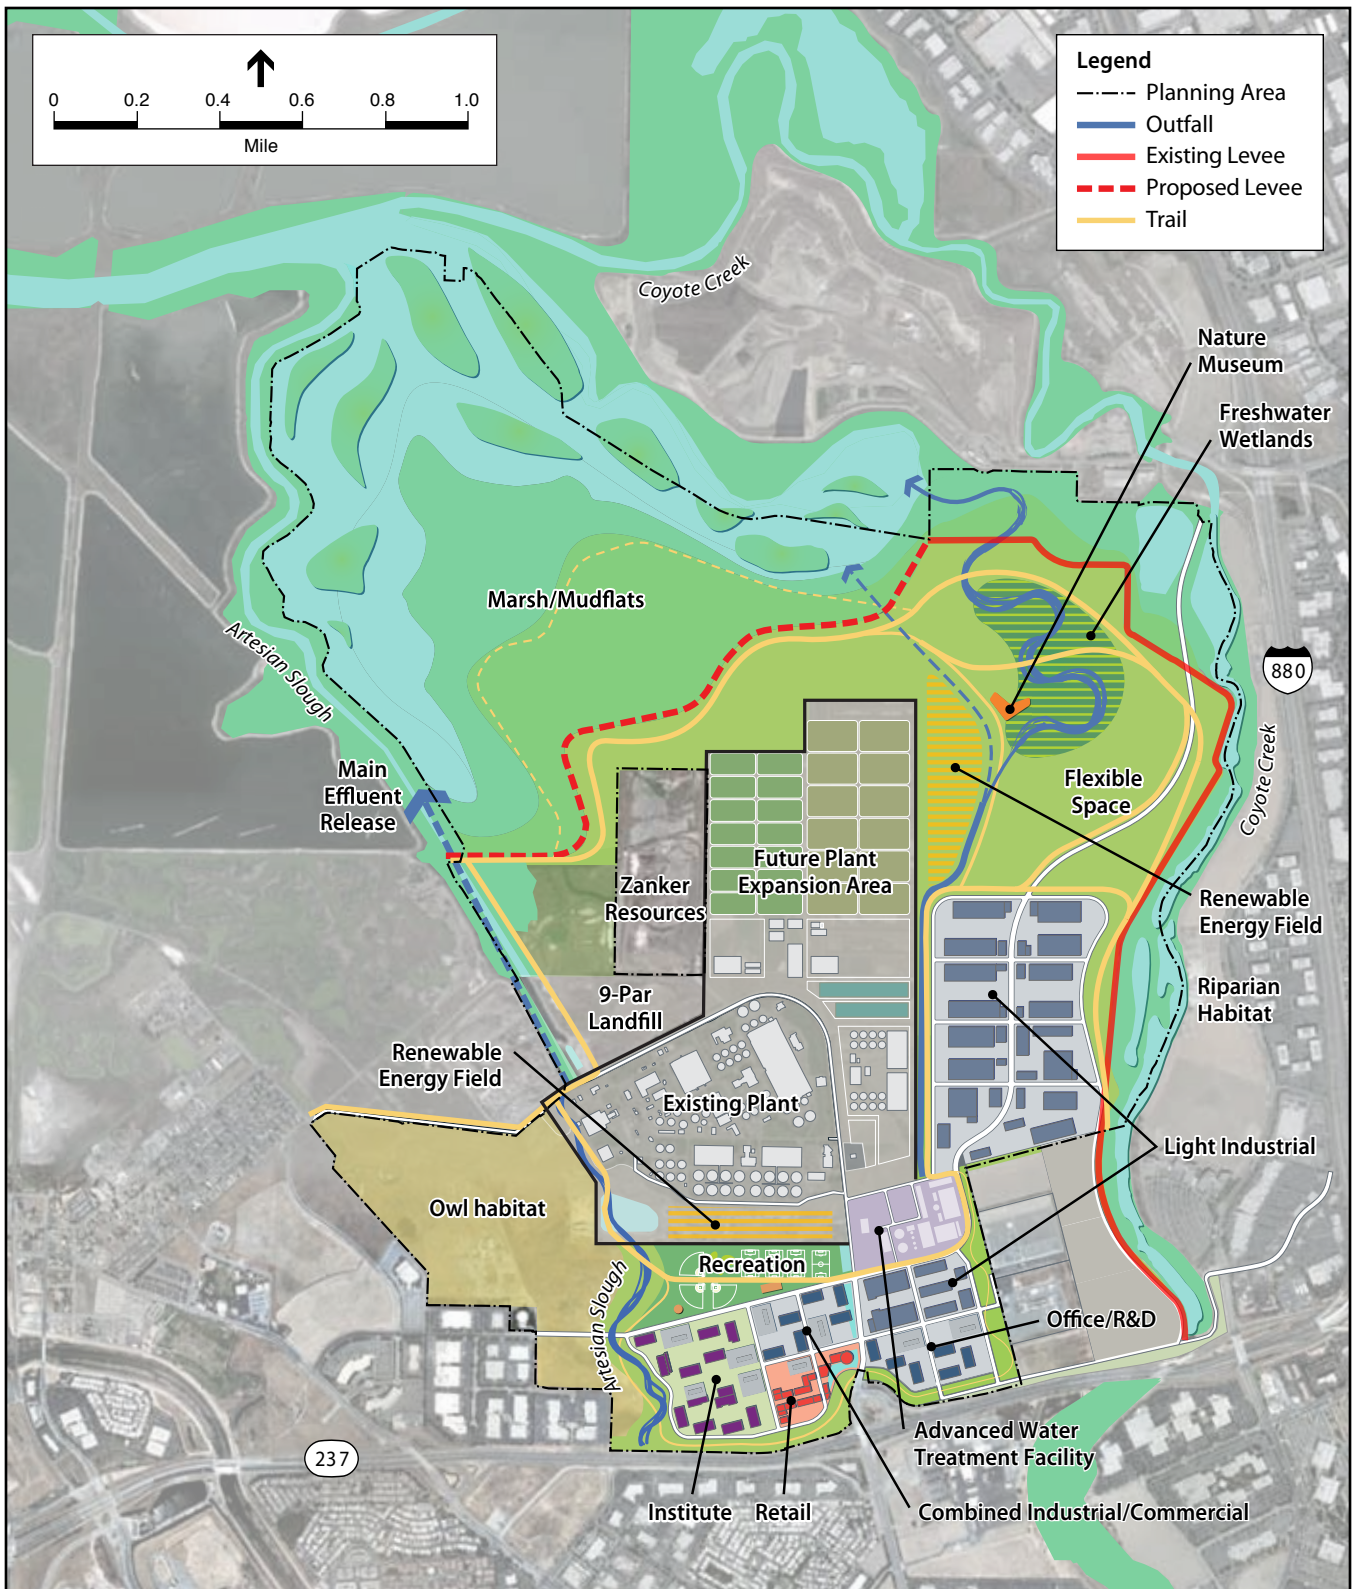 0 0.2 0.4 0.6 0.8 1.0
Mile
Legend
Planning Area
Outfall
Existing Levee
Proposed Levee
Trail
Coyote Creek
Nature
Museum
Freshwater
Wetlands
Marsh/Mudflats
Artesian Slough
880
Coyote Creek
Main
Effluent
Release
Flexible
Space
Future Plant
Expansion Area
Zanker
Resources
Renewable
Energy Field
9-Par
Landfill
Riparian
Habitat
Renewable
Energy Field
Existing Plant
Light Industrial
Owl habitat
Recreation
Artesian Slough
Office/R&D
Advanced Water
Treatment Facility
237
Institute
Retail
Combined Industrial/Commercial